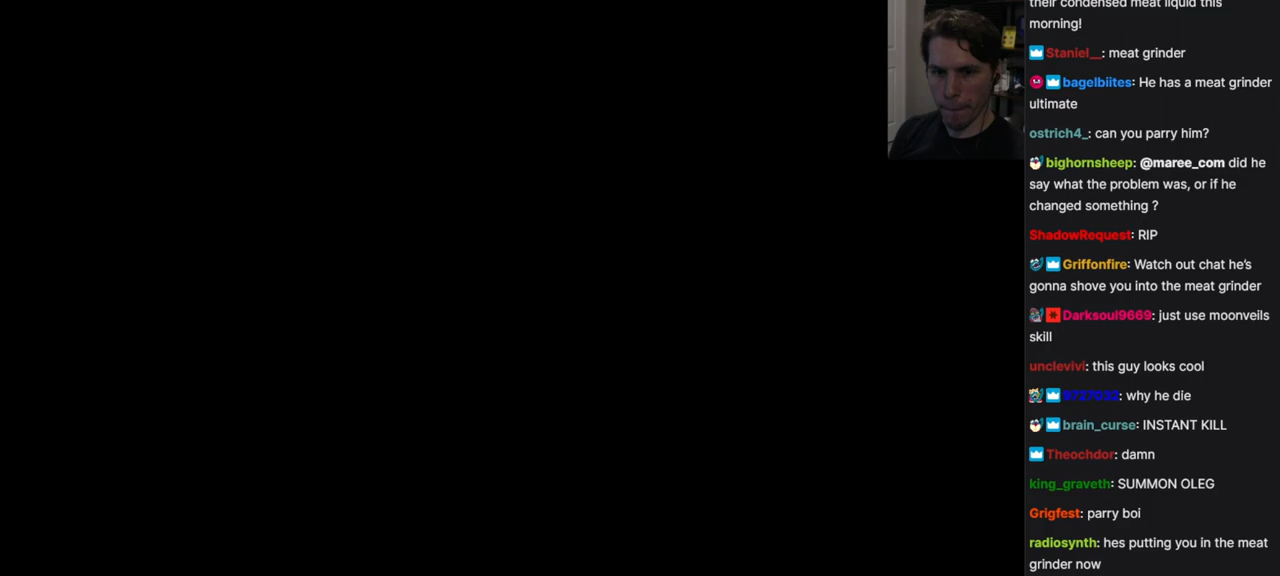 their condensed meat liquid this
morning!
Staniel__: meat grinder
bagelbiites: He has a meat grinder
ultimate
ostrich4_: can you parry him?
bighornsheep: @maree_com did he
say what the problem was, or if he
changed something ?
ShadowRequest: RIP
Griffonfire: Watch out chat he's
gonna shove you into the meat grinder
Darksoul9669: just use moonveils
skill
unclevivi: this guy looks cool
9727032: why he die
brain_curse: INSTANT KILL
Theochdor: damn
king_graveth: SUMMON OLEG
Grigfest: parry boi
radiosynth: hes putting you in the meat
grinder now